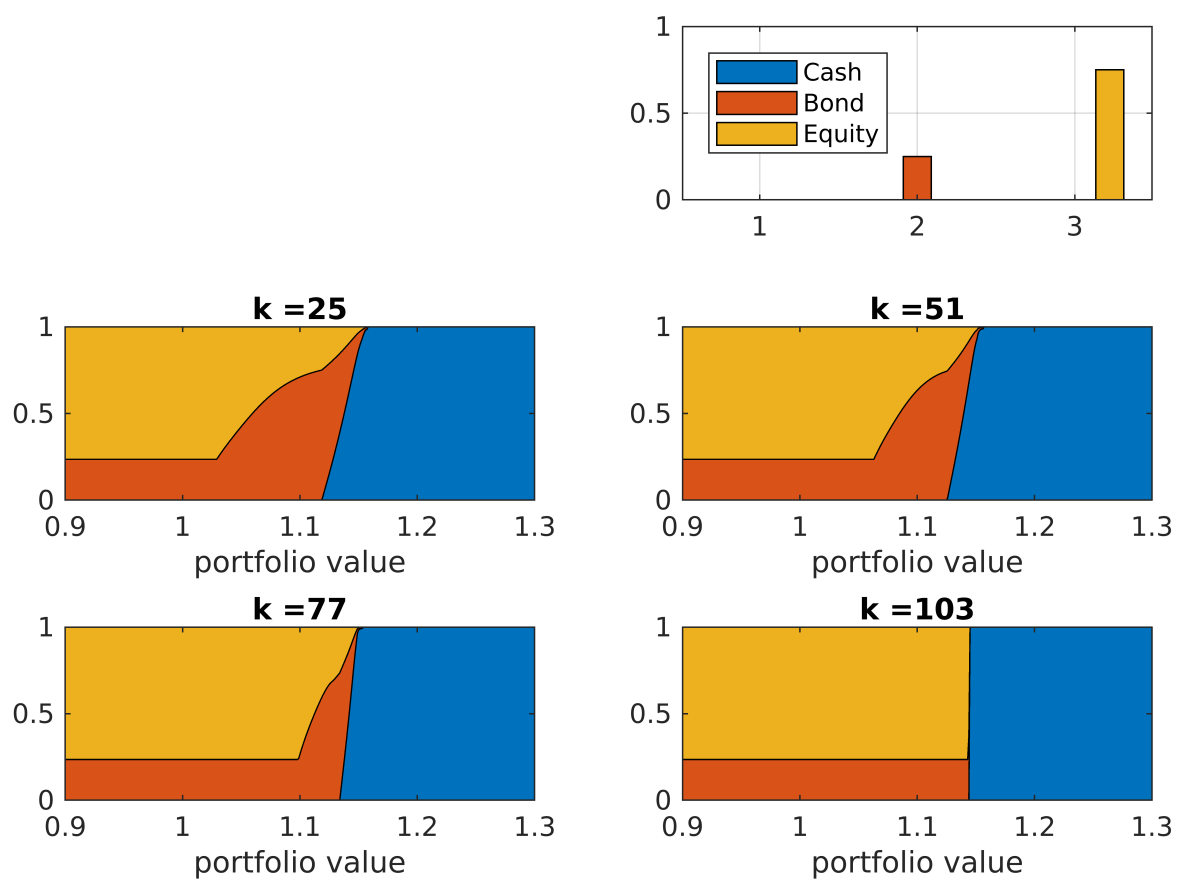 1
0.5
0
Cash
Bond
Equity
1 2 3
k =25
1
0.5
0
0.9 1 1.1 1.2 1.3
portfolio value
k =51
1
0.5
0
0.9 1 1.1 1.2 1.3
portfolio value
k =77
1
0.5
0
0.9 1 1.1 1.2 1.3
portfolio value
k =103
1
0.5
0
0.9 1 1.1 1.2 1.3
portfolio value